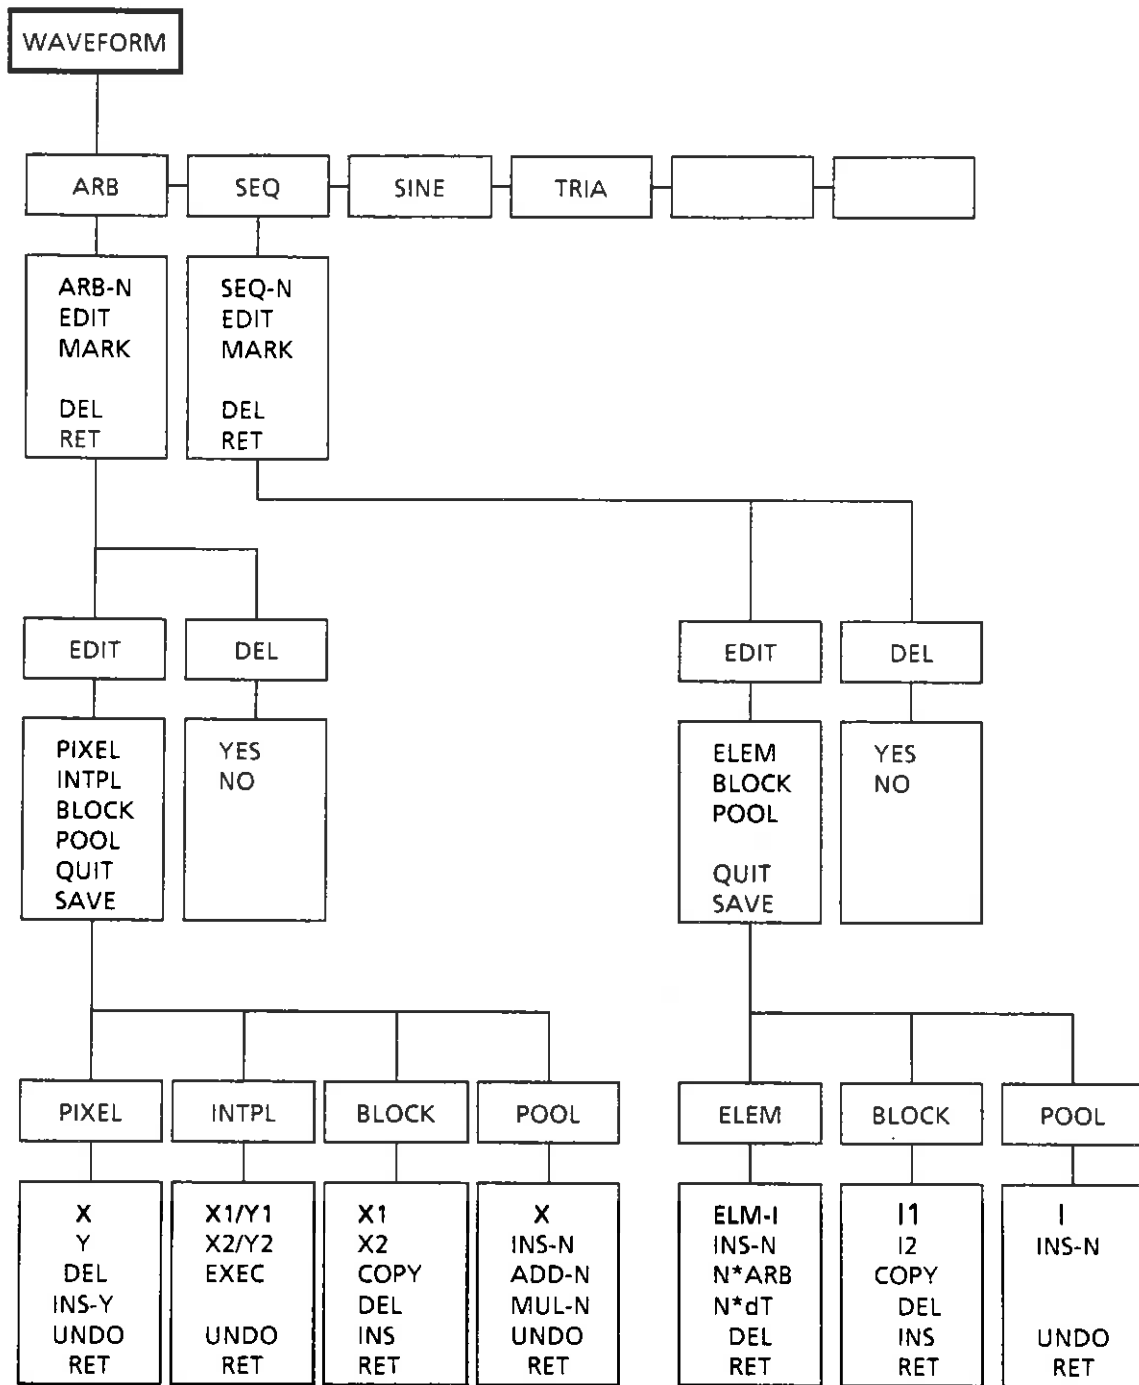 WAVEFORM
ARB
SEQ
SINE
TRIA
ARB-N
EDIT
MARK
DEL
RET
SEQ-N
EDIT
MARK
DEL
RET
EDIT
DEL
EDIT
DEL
PIXEL
INTPL
BLOCK
POOL
QUIT
SAVE
YES
NO
ELEM
BLOCK
POOL
QUIT
SAVE
YES
NO
PIXEL
INTPL
BLOCK
POOL
ELEM
BLOCK
POOL
X
Y
DEL
INS-Y
UNDO
RET
X1/Y1
X2/Y2
EXEC
UNDO
RET
X1
X2
COPY
DEL
INS
RET
X
INS-N
ADD-N
MUL-N
UNDO
RET
ELM-I
INS-N
N*ARB
N*dT
DEL
RET
I1
I2
COPY
DEL
INS
RET
I
INS-N
UNDO
RET